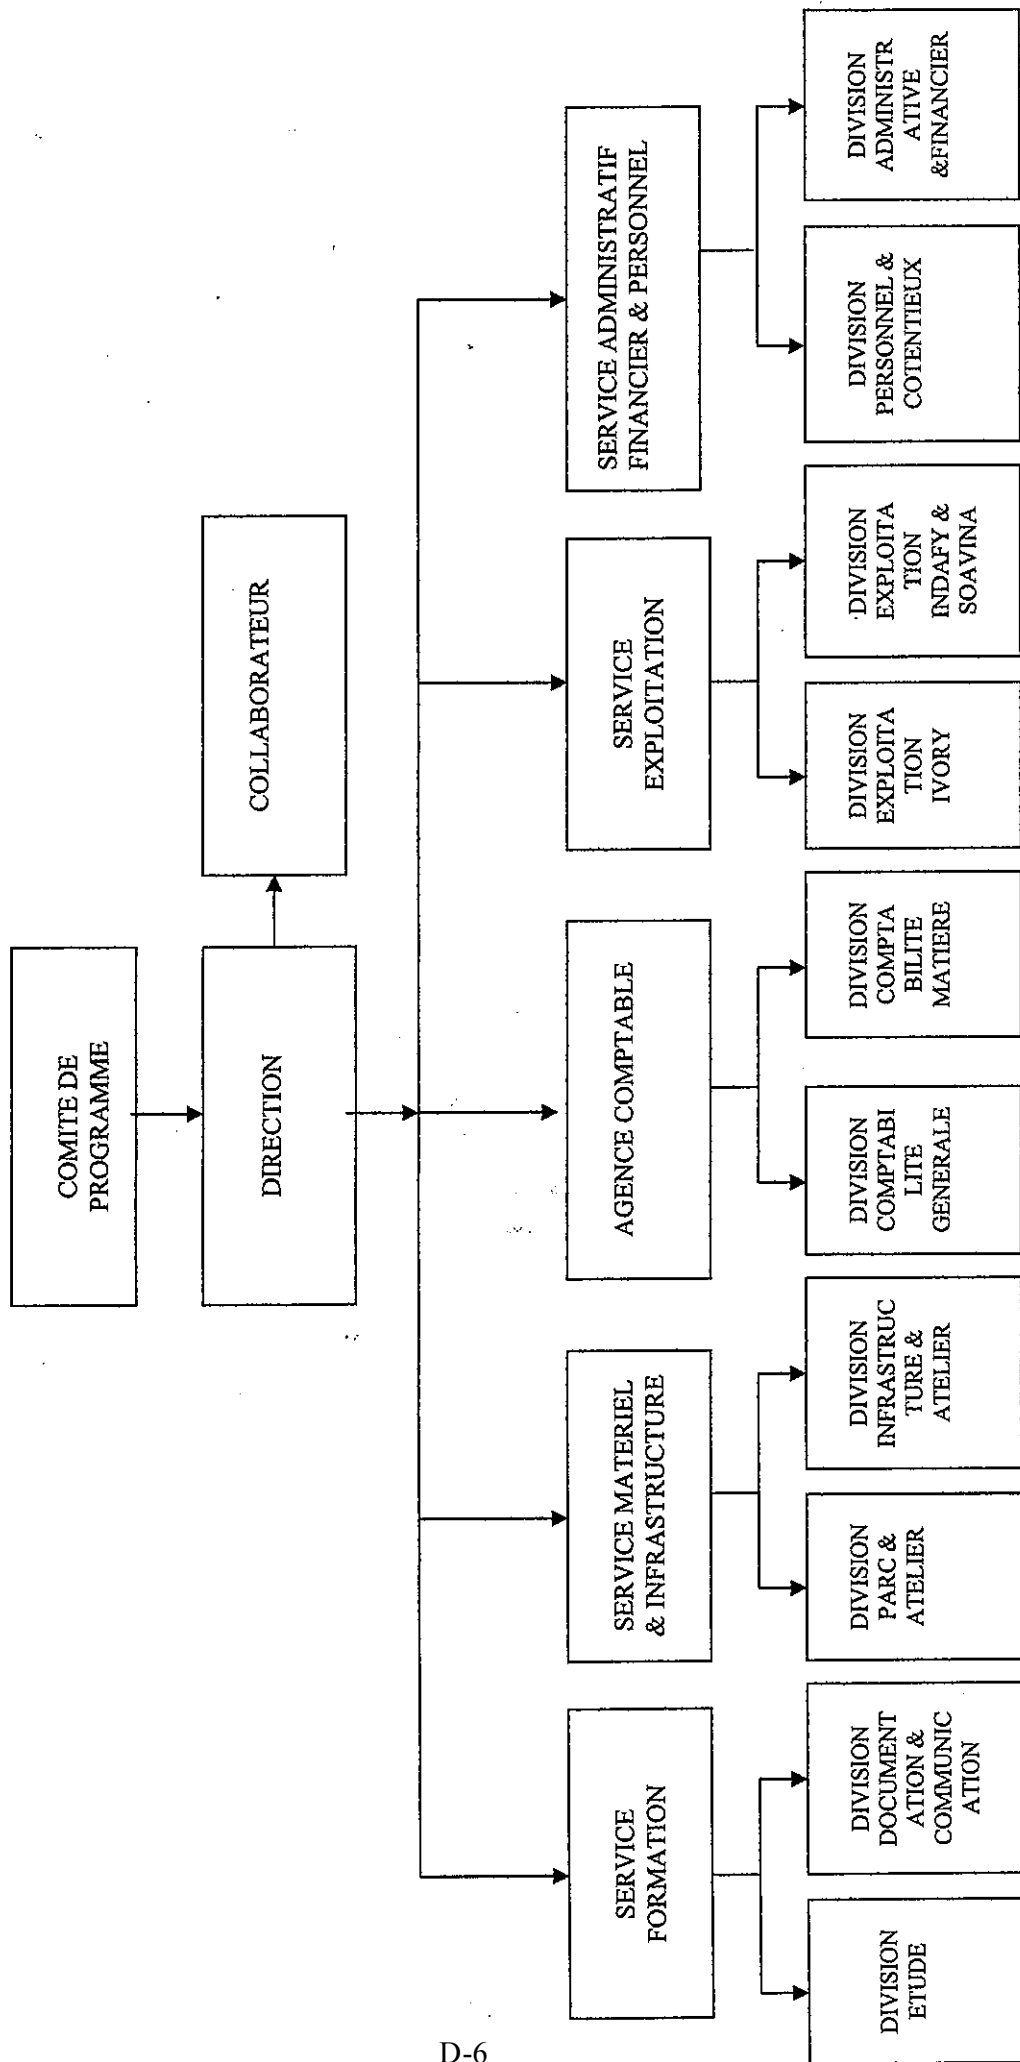 COMITE DE
PROGRAMME
DIRECTION
COLLABORATEUR
SERVICE
FORMATION
SERVICE MATERIEL
& INFRASTRUCTURE
AGENCE COMPTABLE
SERVICE
EXPLOITATION
SERVICE ADMINISTRATIF
FINANCIER & PERSONNEL
DIVISION
ETUDE
DIVISION
DOCUMENT
ATION &
COMMUNIC
ATION
DIVISION
PARC &
ATELIER
DIVISION
INFRASTRUC
TURE &
ATELIER
DIVISION
COMPTABI
LITE
GENERALE
DIVISION
COMPTA
BILITE
MATIERE
DIVISION
EXPLOITA
TION
IVORY
DIVISION
EXPLOITA
TION
INDAFY &
SOAVINA
DIVISION
PERSONNEL &
COTENTIEUX
DIVISION
ADMINISTR
ATIVE
&FINANCIER
D-6